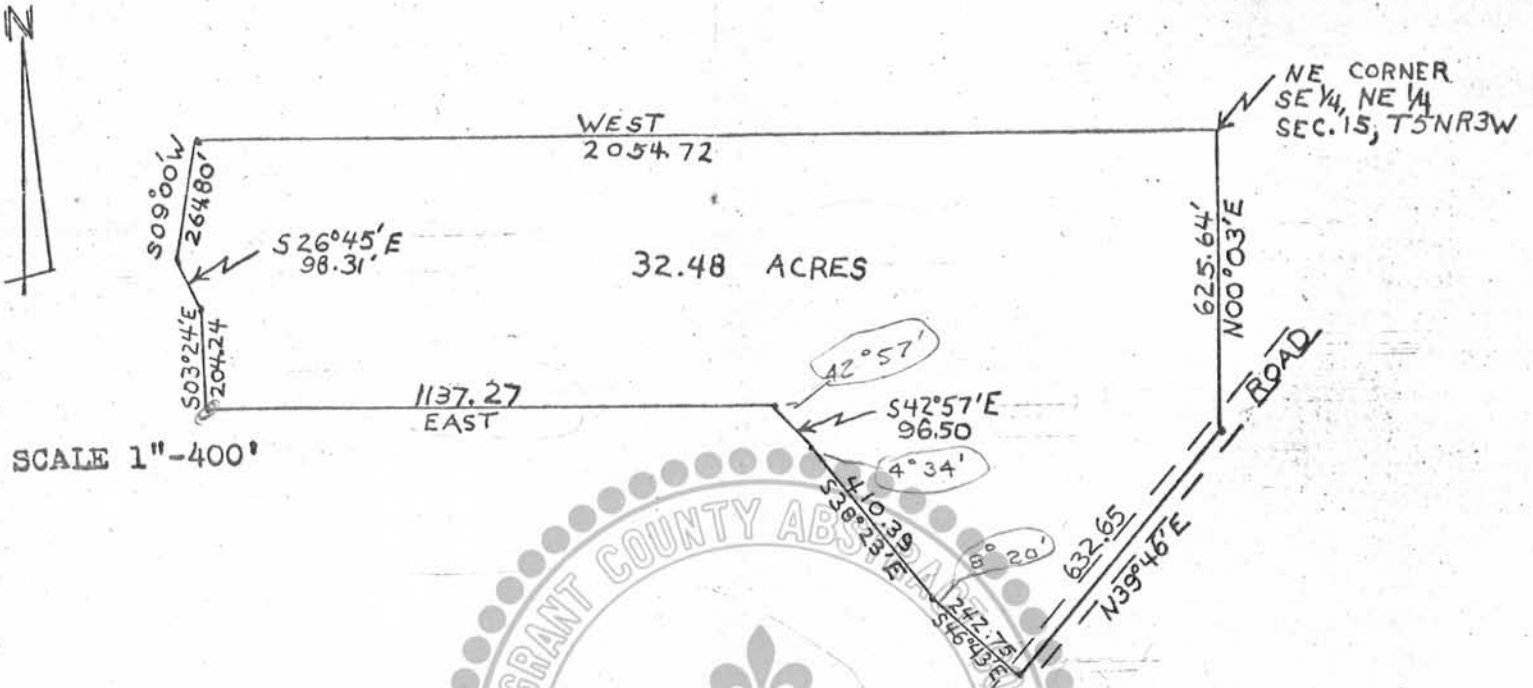 N
NE CORNER
SE 1/4, NE 1/4
SEC. 15, T5NR3W
WEST
2054.72
S09°00'W
264.80'
S26°45'E
98.31'
32.48 ACRES
625.64'
N00°03'E
S03°24'E
204.24
ROAD
42°57'
1137.27
EAST
S42°57'E
96.50
SCALE 1"-400'
4°34'
410.39
S38°23'E
8°20'
632.65
N39°46'E
242.75
S46°43'E
GRANT COUNTY